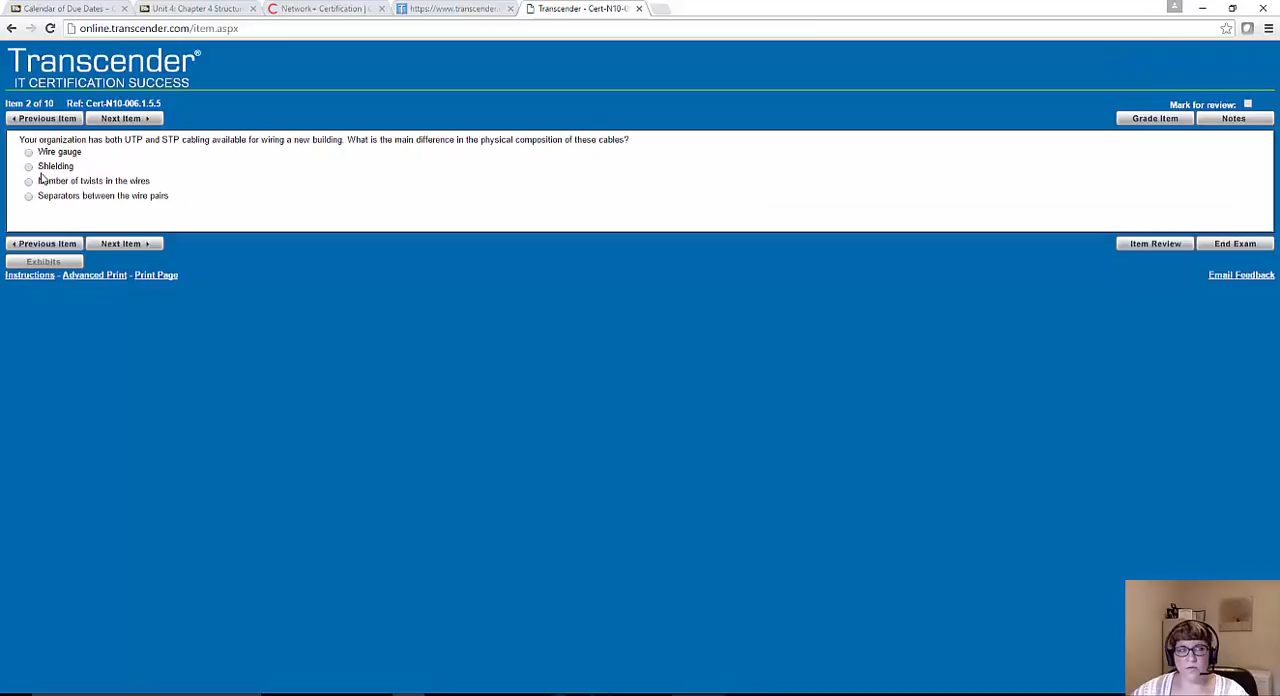 Calendar of Due Dates – Unit 4: Chapter 4 Structu Network+ Certification | https://www.transcender. Transcender - Cert-N10-0
online.transcender.com/item.aspx
Transcender®
IT CERTIFICATION SUCCESS
Item 2 of 10 Ref: Cert-N10-006.1.5.5 Mark for review:
Previous Item Next Item Grade Item Notes
Your organization has both UTP and STP cabling available for wiring a new building. What is the main difference in the physical composition of these cables?
Wire gauge
Shielding
Number of twists in the wires
Separators between the wire pairs
Previous Item Next Item Item Review End Exam
Exhibits
Instructions - Advanced Print - Print Page Email Feedback